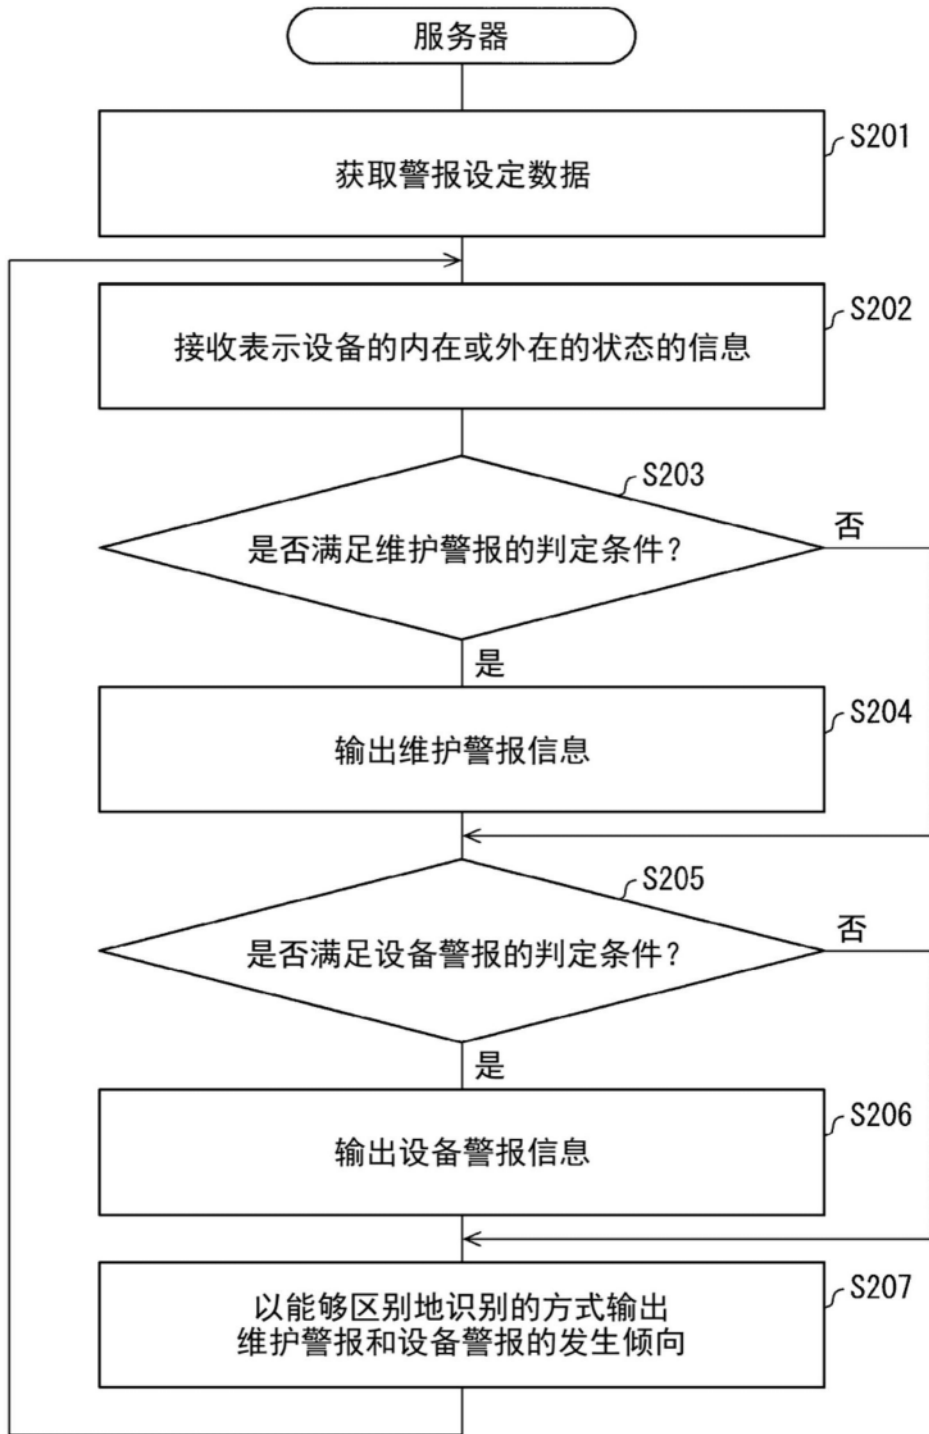 服务器
S201
获取警报设定数据
S202
接收表示设备的内在或外在的状态的信息
S203
是否满足维护警报的判定条件？
否
是
S204
输出维护警报信息
S205
是否满足设备警报的判定条件？
否
是
S206
输出设备警报信息
S207
以能够区别地识别的方式输出
维护警报和设备警报的发生倾向